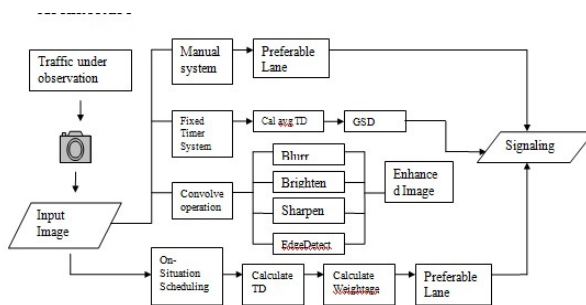 Traffic under
observation
Manual
system
Preferable
Lane
Fixed
Timer
System
Cal avg TD
GSD
Signaling
Convolve
operation
Blurr
Brighten
Sharpen
EdgeDetect
Enhance
d Image
Input
Image
On-
Situation
Scheduling
Calculate
TD
Calculate
Weightage
Preferable
Lane